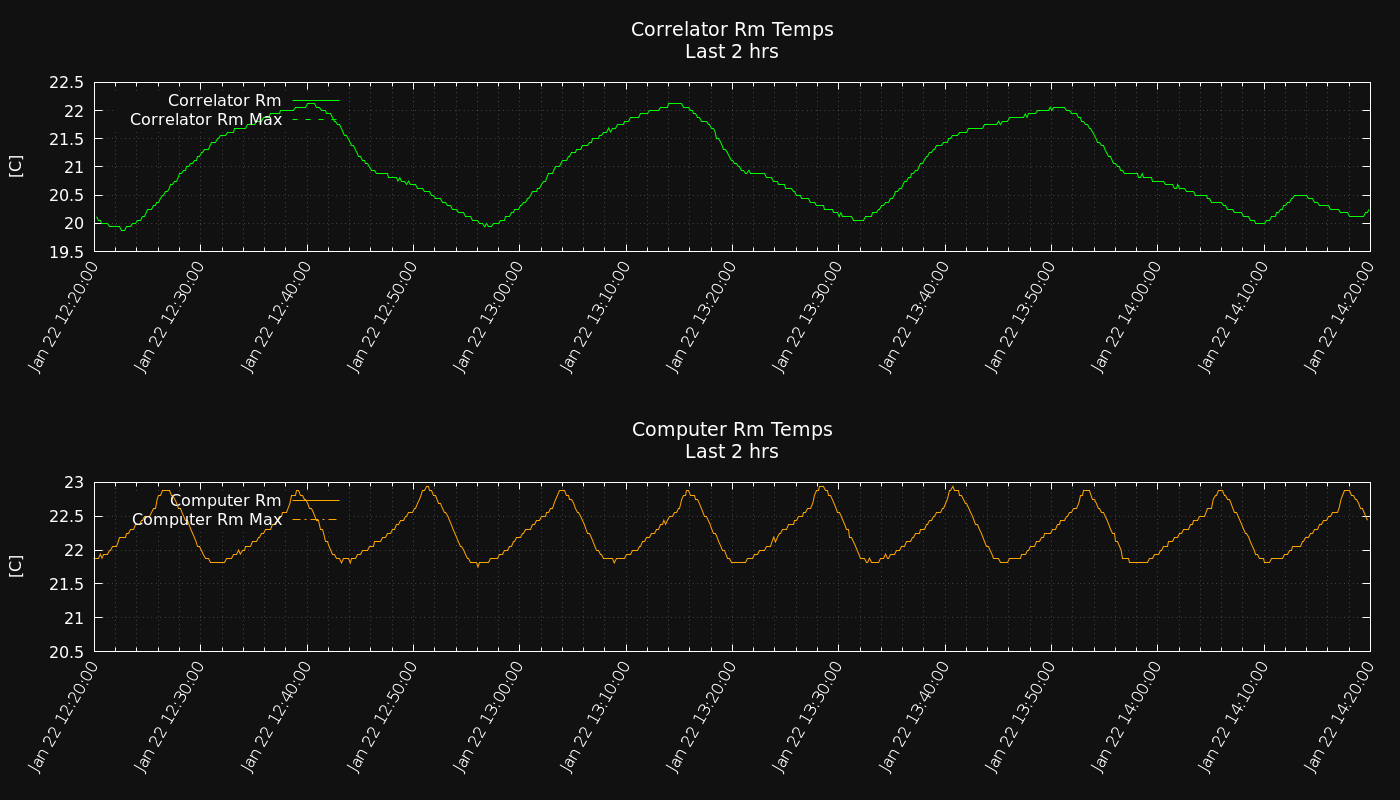 Correlator Rm Temps
Last 2 hrs
22.5
22
21.5
21
20.5
20
19.5
[C]
Correlator Rm
Correlator Rm Max
Jan 22 12:20:00
Jan 22 12:30:00
Jan 22 12:40:00
Jan 22 12:50:00
Jan 22 13:00:00
Jan 22 13:10:00
Jan 22 13:20:00
Jan 22 13:30:00
Jan 22 13:40:00
Jan 22 13:50:00
Jan 22 14:00:00
Jan 22 14:10:00
Jan 22 14:20:00
Computer Rm Temps
Last 2 hrs
23
22.5
22
21.5
21
20.5
[C]
Computer Rm
Computer Rm Max
Jan 22 12:20:00
Jan 22 12:30:00
Jan 22 12:40:00
Jan 22 12:50:00
Jan 22 13:00:00
Jan 22 13:10:00
Jan 22 13:20:00
Jan 22 13:30:00
Jan 22 13:40:00
Jan 22 13:50:00
Jan 22 14:00:00
Jan 22 14:10:00
Jan 22 14:20:00